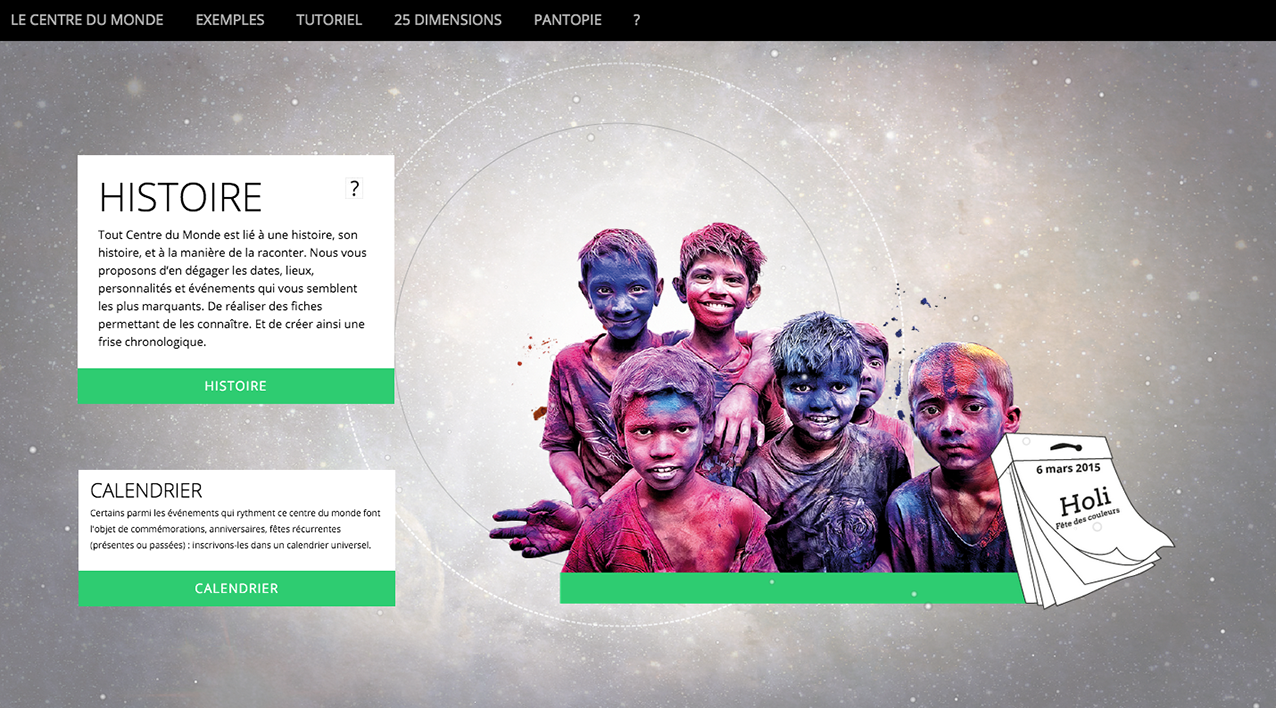 LE CENTRE DU MONDE EXEMPLES TUTORIEL 25 DIMENSIONS PANTOPIE ?
HISTOIRE ?
Tout Centre du Monde est lié à une histoire, son
histoire, et à la manière de la raconter. Nous vous
proposons d'en dégager les dates, lieux,
personnalités et événements qui vous semblent
les plus marquants. De réaliser des fiches
permettant de les connaître. Et de créer ainsi une
frise chronologique.
HISTOIRE
CALENDRIER
Certains parmi les événements qui rythment ce centre du monde font
l'objet de commémorations, anniversaires, fêtes récurrentes
(présentes ou passées) : inscrivons-les dans un calendrier universel.
CALENDRIER
6 mars 2015
Holi
Fête des couleurs